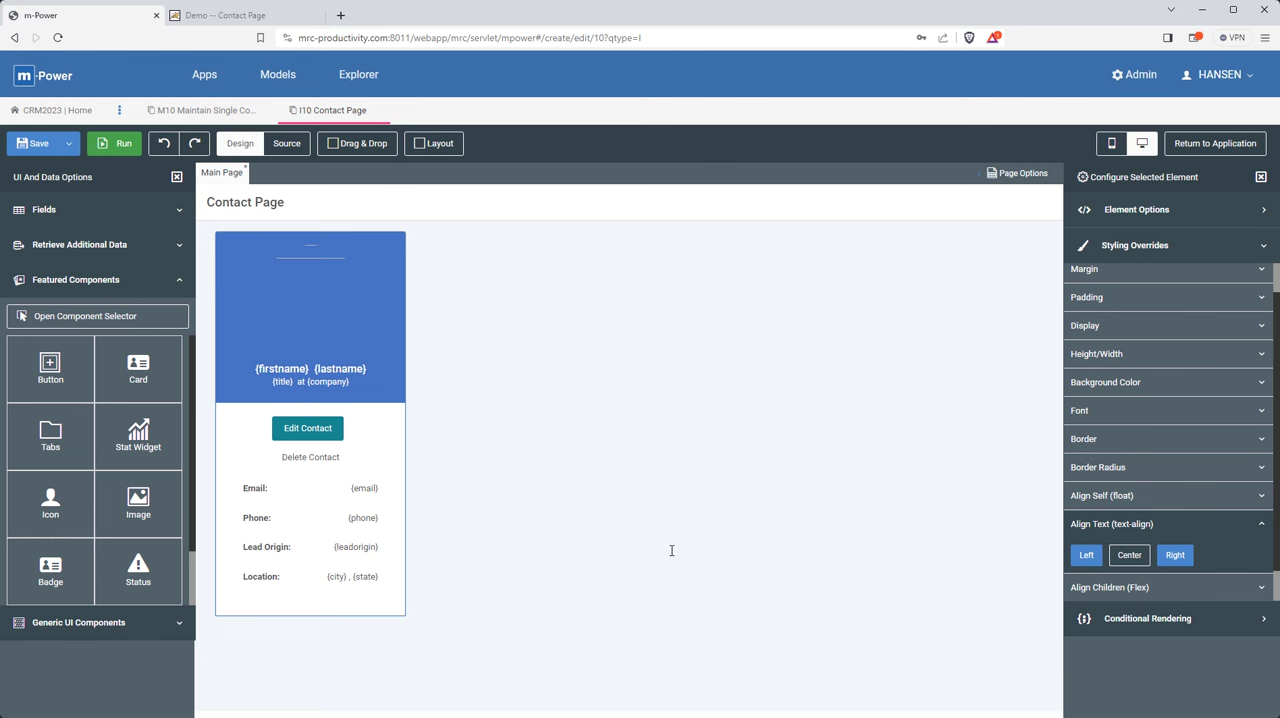 m-Power
Demo -- Contact Page
mrc-productivity.com:8011/webapp/mrc/servlet/mpower#/create/edit/10?qtype=I
VPN
m -Power
Apps
Models
Explorer
Admin
HANSEN
CRM2023 | Home
M10 Maintain Single Co...
I10 Contact Page
Save
Run
Design
Source
Drag & Drop
Layout
Return to Application
UI And Data Options
Main Page *
Page Options
Configure Selected Element
Fields
Retrieve Additional Data
Featured Components
Open Component Selector
Button
Card
Tabs
Stat Widget
Icon
Image
Badge
Status
Generic UI Components
Contact Page
{firstname} {lastname}
{title} at {company}
Edit Contact
Delete Contact
Email: {email}
Phone: {phone}
Lead Origin: {leadorigin}
Location: {city} , {state}
Element Options
Styling Overrides
Margin
Padding
Display
Height/Width
Background Color
Font
Border
Border Radius
Align Self (float)
Align Text (text-align)
Left
Center
Right
Align Children (Flex)
Conditional Rendering